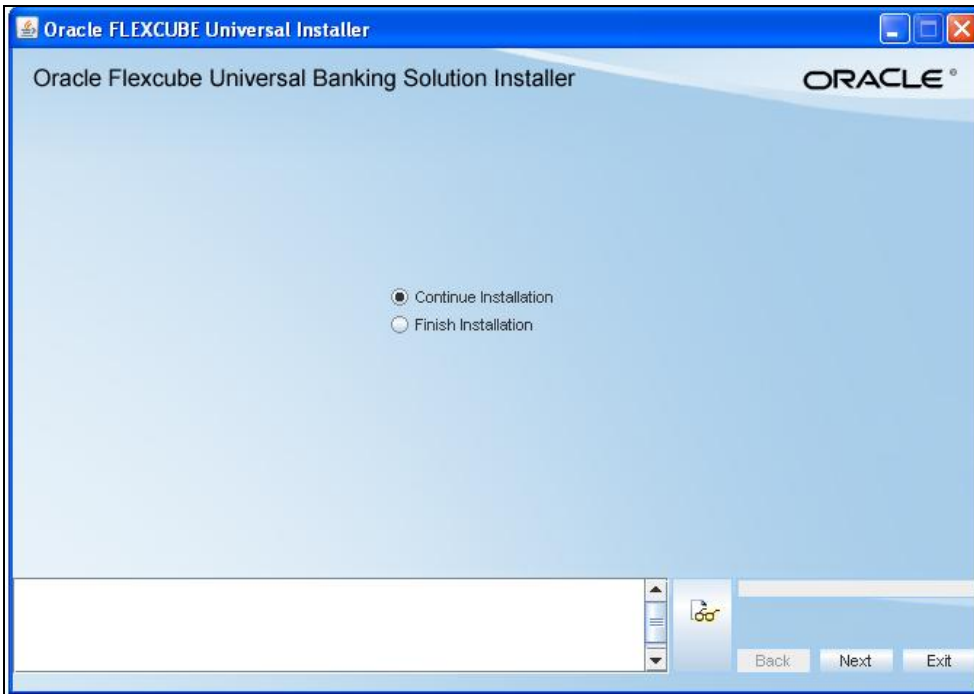 Oracle FLEXCUBE Universal Installer
Oracle Flexcube Universal Banking Solution Installer
ORACLE®
Continue Installation
Finish Installation
Back
Next
Exit